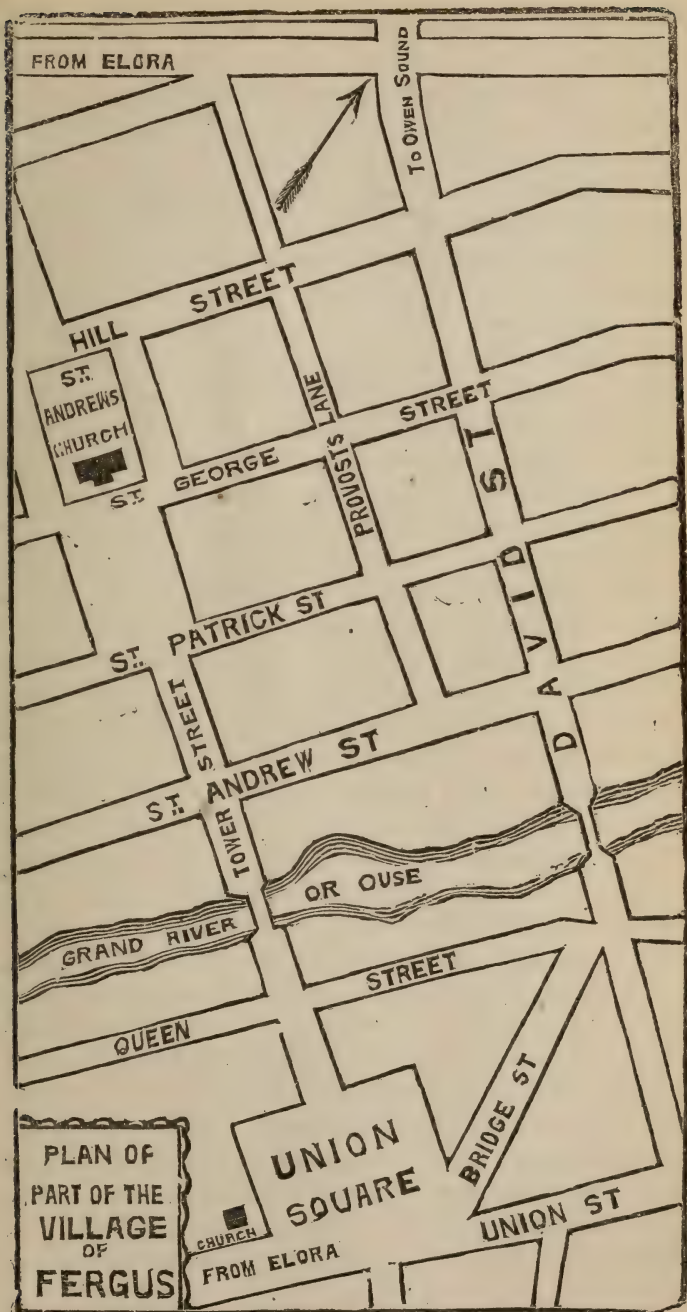 FROM ELORA
TO OWEN SOUND
HILL STREET
ST.
ANDREWS
CHURCH
ST. GEORGE STREET
PROVOSTS LANE
DAVID ST
ST. PATRICK ST
TOWER STREET
ST. ANDREW ST
GRAND RIVER OR OUSE
QUEEN STREET
BRIDGE ST
UNION
SQUARE
UNION ST
CHURCH
FROM ELORA
PLAN OF
PART OF THE
VILLAGE
OF
FERGUS